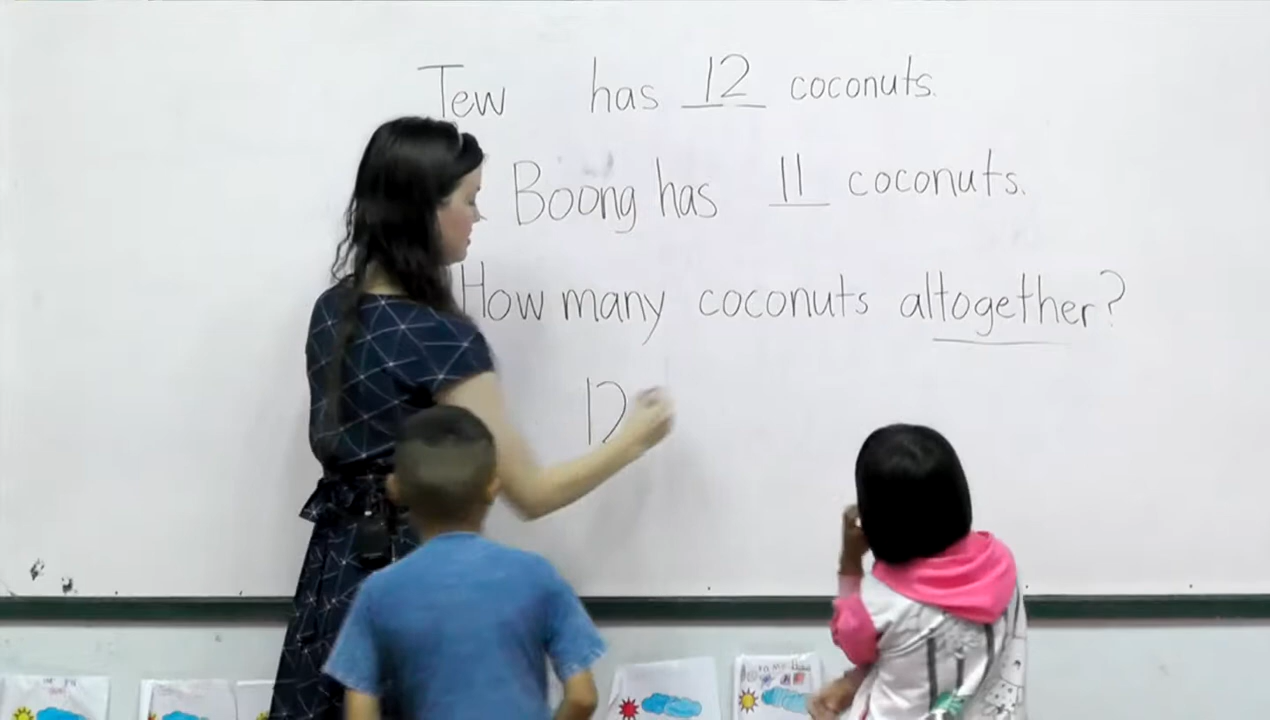 Tew has 12 coconuts.
Boong has 11 coconuts.
How many coconuts altogether?
12